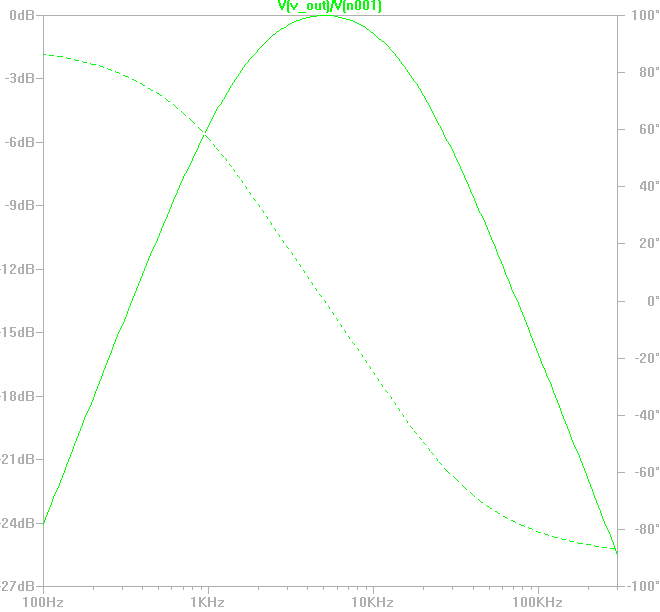 V(v_out)/V(n001)
0dB 100°
-3dB 80°
-6dB 60°
-9dB 40°
-12dB 20°
-15dB 0°
-18dB -20°
-21dB -40°
-24dB -60°
-27dB -80°
-100°
100Hz 1KHz 10KHz 100KHz